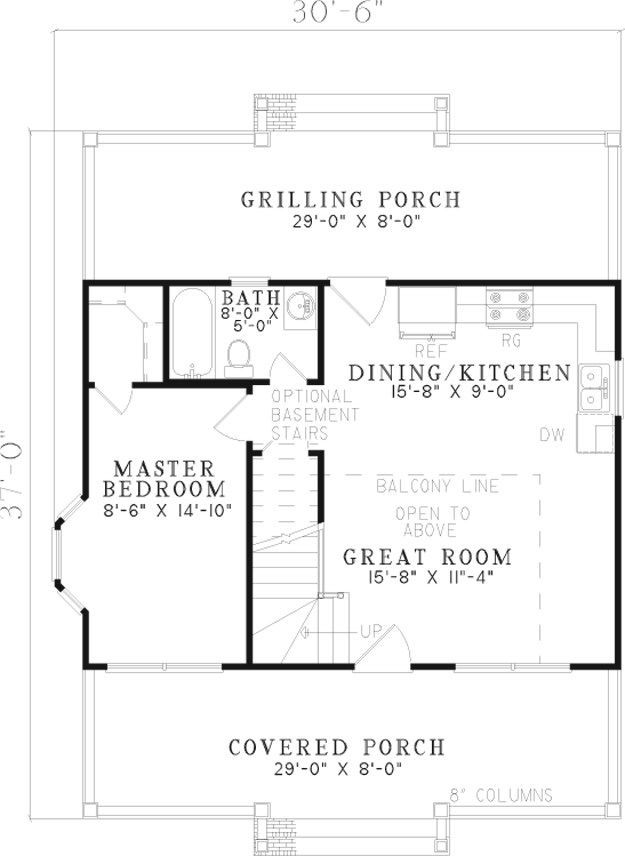 30'-6"
GRILLING PORCH
29'-0" X 8'-0"
BATH
8'-0" X
5'-0"
REF
RG
DINING/KITCHEN
15'-8" X 9'-0"
OPTIONAL
BASEMENT
STAIRS
DW
37'-0"
MASTER
BEDROOM
8'-6" X 14'-10"
BALCONY LINE
OPEN TO
ABOVE
GREAT ROOM
15'-8" X 11'-4"
UP
COVERED PORCH
29'-0" X 8'-0"
8" COLUMNS